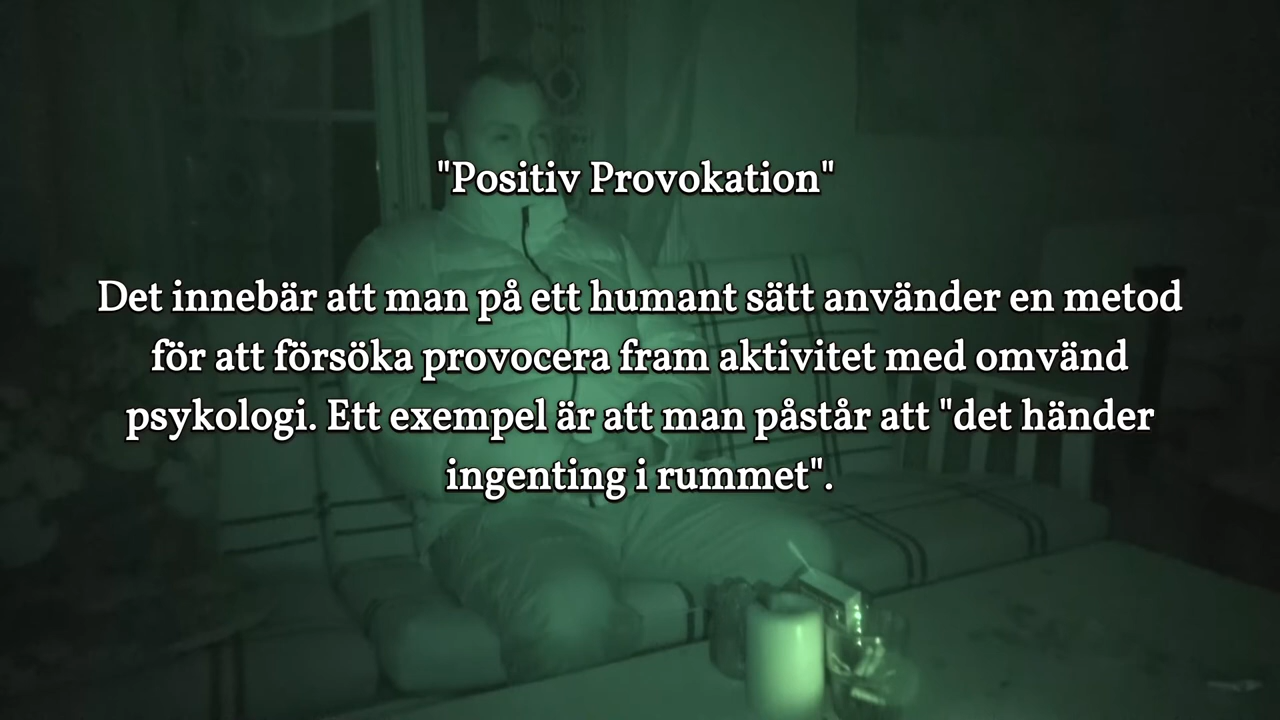 "Positiv Provokation"
Det innebär att man på ett humant sätt använder en metod
för att försöka provocera fram aktivitet med omvänd
psykologi. Ett exempel är att man påstår att "det händer
ingenting i rummet".